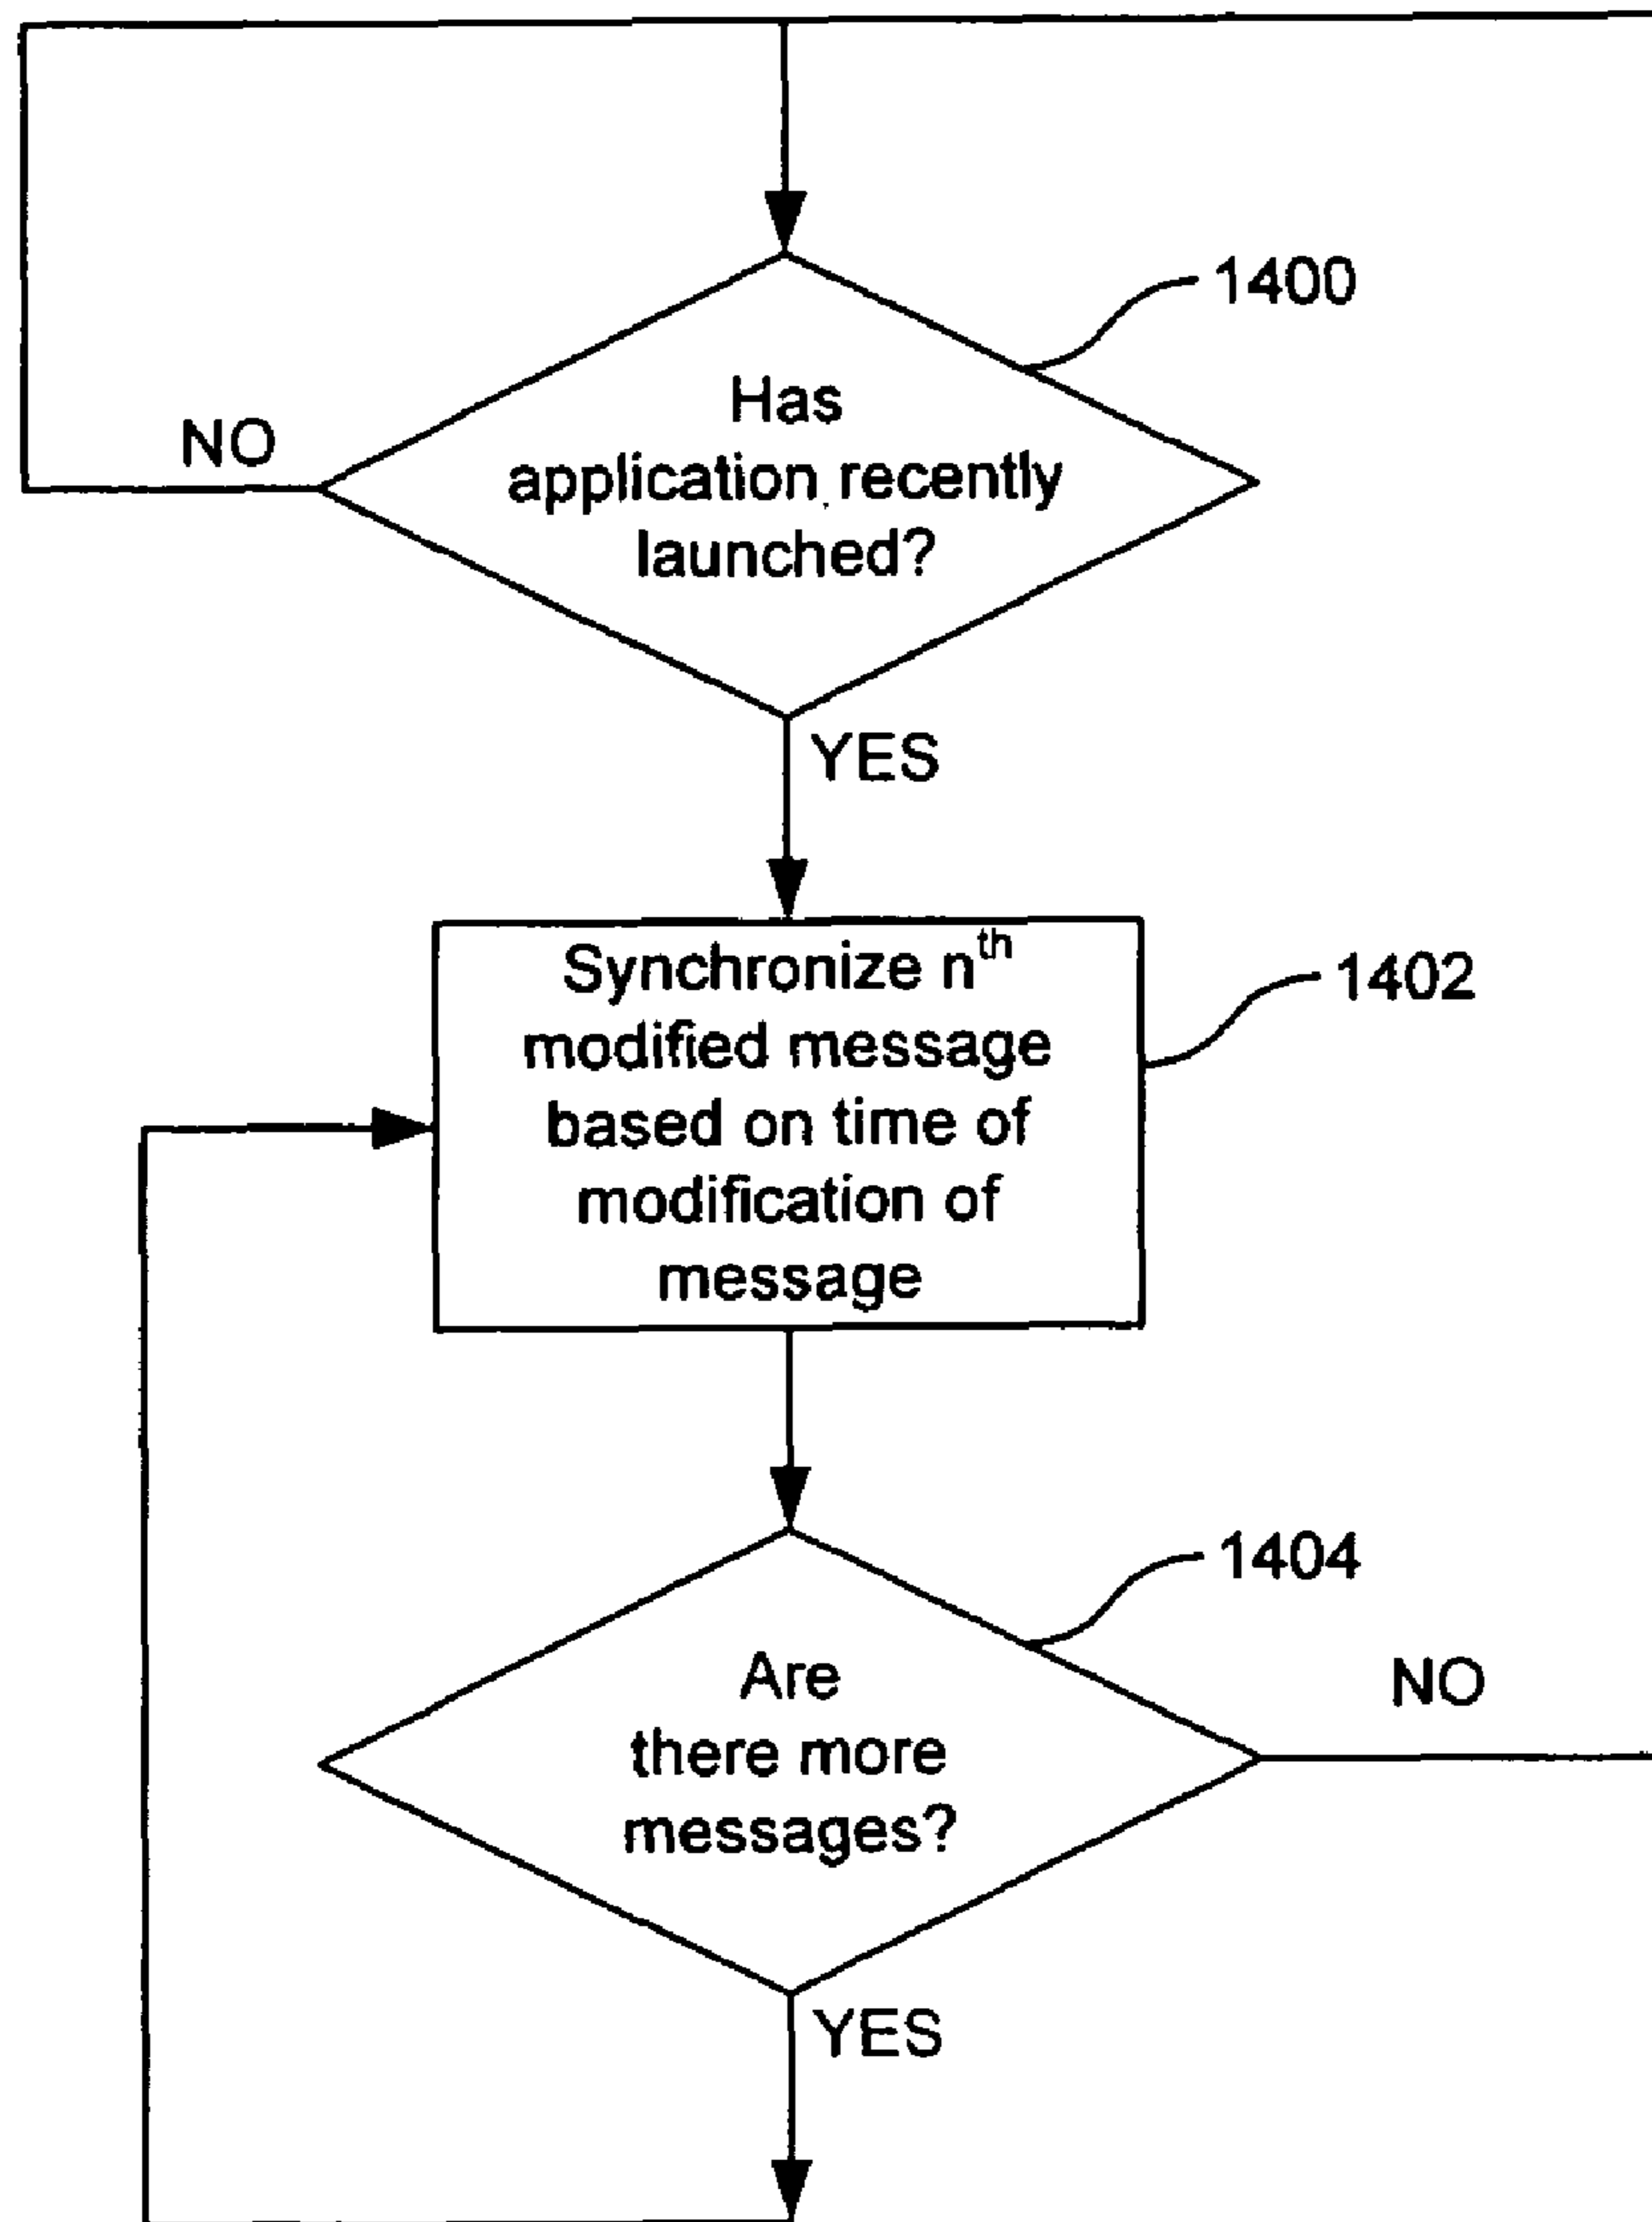 1400
Has
application recently
launched?
NO
YES
Synchronize nth
modified message
based on time of
modification of
message
1402
1404
Are
there more
messages?
NO
YES